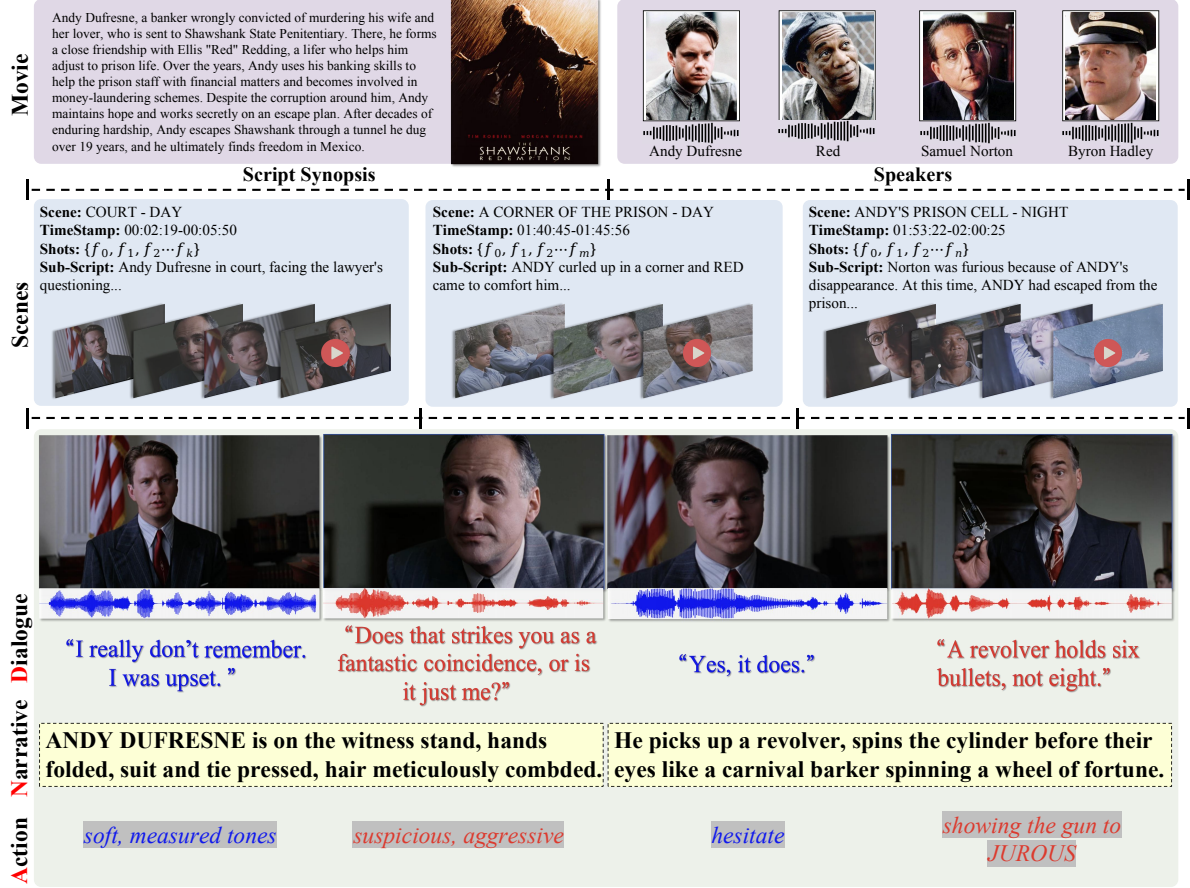 Movie
Andy Dufresne, a banker wrongly convicted of murdering his wife and
her lover, who is sent to Shawshank State Penitentiary. There, he forms
a close friendship with Ellis "Red" Redding, a lifer who helps him
adjust to prison life. Over the years, Andy uses his banking skills to
help the prison staff with financial matters and becomes involved in
money-laundering schemes. Despite the corruption around him, Andy
maintains hope and works secretly on an escape plan. After decades of
enduring hardship, Andy escapes Shawshank through a tunnel he dug
over 19 years, and he ultimately finds freedom in Mexico.
TIM ROBBINS MORGAN FREEMAN
THE
SHAWSHANK
REDEMPTION
Andy Dufresne
Red
Samuel Norton
Byron Hadley
Script Synopsis
Speakers
Scenes
Scene: COURT - DAY
TimeStamp: 00:02:19-00:05:50
Shots: {f₀, f₁, f₂⋯fₖ}
Sub-Script: Andy Dufresne in court, facing the lawyer's
questioning...
Scene: A CORNER OF THE PRISON - DAY
TimeStamp: 01:40:45-01:45:56
Shots: {f₀, f₁, f₂⋯fₘ}
Sub-Script: ANDY curled up in a corner and RED
came to comfort him...
Scene: ANDY'S PRISON CELL - NIGHT
TimeStamp: 01:53:22-02:00:25
Shots: {f₀, f₁, f₂⋯fₙ}
Sub-Script: Norton was furious because of ANDY's
disappearance. At this time, ANDY had escaped from the
prison...
Dialogue
“I really don’t remember.
I was upset. ”
“Does that strikes you as a
fantastic coincidence, or is
it just me?”
“Yes, it does.”
“A revolver holds six
bullets, not eight.”
Narrative
ANDY DUFRESNE is on the witness stand, hands
folded, suit and tie pressed, hair meticulously combded.
He picks up a revolver, spins the cylinder before their
eyes like a carnival barker spinning a wheel of fortune.
Action
soft, measured tones
suspicious, aggressive
hesitate
showing the gun to
JUROUS